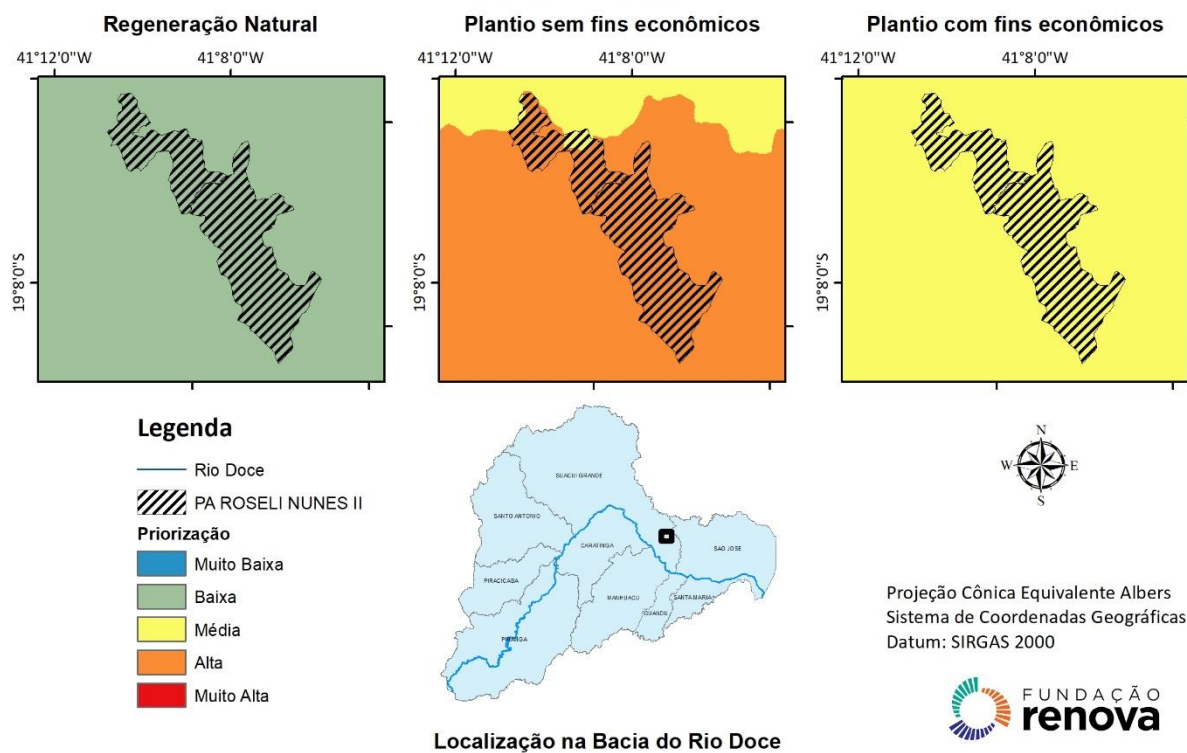 Regeneração Natural
Plantio sem fins econômicos
Plantio com fins econômicos
41°12'0"W 41°8'0"W
41°12'0"W 41°8'0"W
41°12'0"W 41°8'0"W
19°8'0"S
19°8'0"S
19°8'0"S
Legenda
Rio Doce
PA ROSELI NUNES II
Priorização
Muito Baixa
Baixa
Média
Alta
Muito Alta
SUACUI GRANDE
SANTO ANTONIO
CARATINGA
SAO JOSE
PIRACICABA
MANHUACU
GUANDU
SANTA MARIA
PIRANGA
Localização na Bacia do Rio Doce
N
W E
S
Projeção Cônica Equivalente Albers
Sistema de Coordenadas Geográficas
Datum: SIRGAS 2000
FUNDAÇÃO
renova